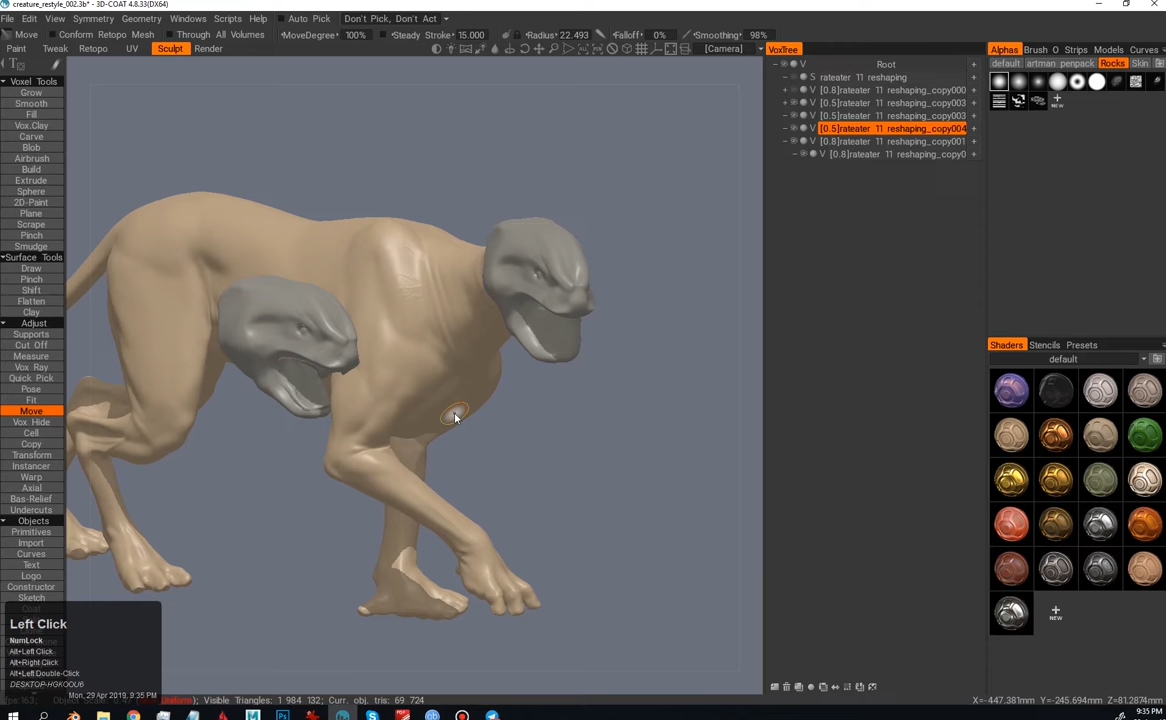 creature_restyle_002.3b* - 3D-COAT 4.8.33(DX64)
File Edit View Geometry Windows Scripts Help Auto Pick Don't Pick, Don't Act
Move Conform Retopo Mesh Through All Volumes MoveDegree 100% Steady Stroke 15.000 Radius 22.493 Falloff 0% Smoothing 98%
Paint Tweak Retopo UV Sculpt Render [Camera]
VoxTree
Alphas Brush O Strips Models Curves
default artman penpack Rocks Skin
NEW
Voxel Tools
Grow
Smooth
Fill
Vox.Clay
Carve
Blob
Airbrush
Build
Extrude
Sphere
2D-Paint
Plane
Scrape
Pinch
Smudge
Surface Tools
Draw
Pinch
Shift
Flatten
Clay
Adjust
Supports
Cut Off
Measure
Vox Ray
Quick Pick
Pose
Fit
Move
Vox Hide
Cell
Copy
Transform
Instancer
Warp
Axial
Bas-Relief
Undercuts
Objects
Primitives
Import
Curves
Text
Logo
Constructor
Sketch
V Root +
S rateater 11 reshaping +
V [0.8]rateater 11 reshaping_copy000 +
V [0.5]rateater 11 reshaping_copy003 +
V [0.5]rateater 11 reshaping_copy003 +
V [0.5]rateater 11 reshaping_copy004 +
V [0.8]rateater 11 reshaping_copy001 +
V [0.8]rateater 11 reshaping_copy0 +
Shaders Stencils Presets
default
NEW
Left Click
NumLock
Alt+Left Click
Alt+Right Click
Alt+Left Double-Click
DESKTOP-HGKOOU6
Mon, 29 Apr 2019, 9:35 PM
Visible Triangles: 1 984 132; Curr. obj. tris: 69 724
X=-447.381mm Y=-245.694mm Z=81.2874mm
9:35 PM